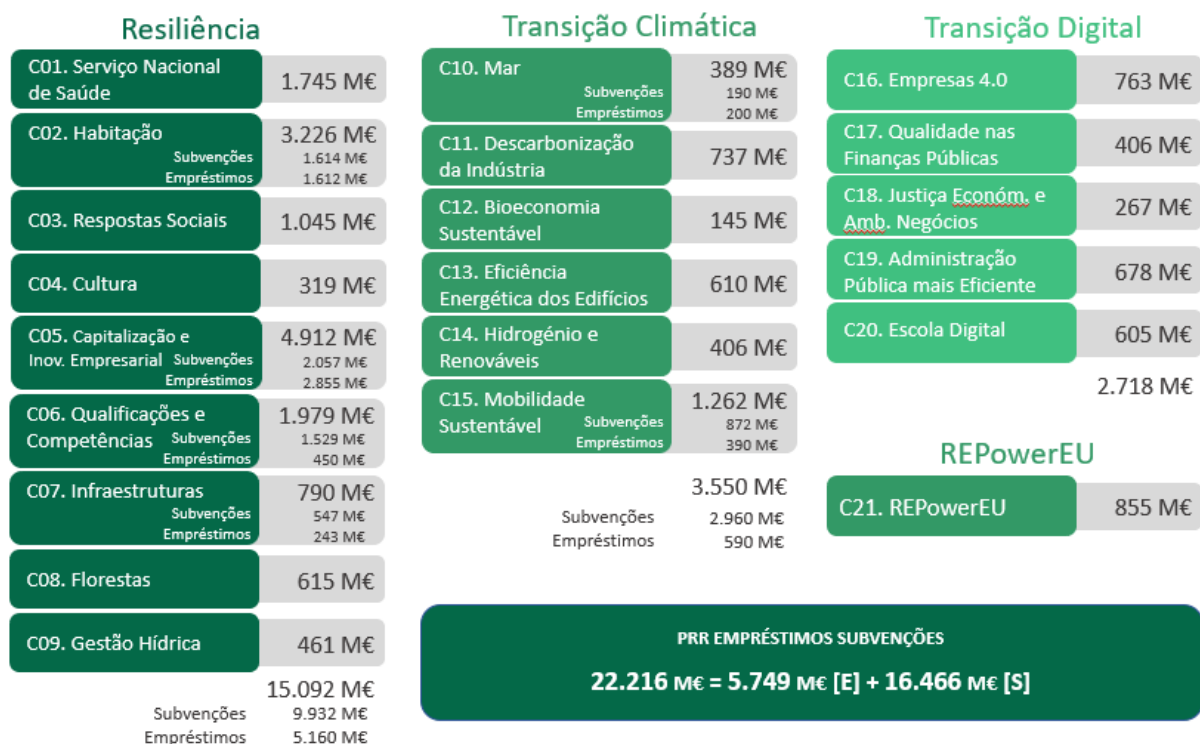 Resiliência
C01. Serviço Nacional
de Saúde
1.745 M€
C02. Habitação
3.226 M€
Subvenções 1.614 M€
Empréstimos 1.612 M€
C03. Respostas Sociais
1.045 M€
C04. Cultura
319 M€
C05. Capitalização e
4.912 M€
Inov. Empresarial Subvenções 2.057 M€
Empréstimos 2.855 M€
C06. Qualificações e
1.979 M€
Competências Subvenções 1.529 M€
Empréstimos 450 M€
C07. Infraestruturas
790 M€
Subvenções 547 M€
Empréstimos 243 M€
C08. Florestas
615 M€
C09. Gestão Hídrica
461 M€
15.092 M€
Subvenções 9.932 M€
Empréstimos 5.160 M€
Transição Climática
C10. Mar
389 M€
Subvenções 190 M€
Empréstimos 200 M€
C11. Descarbonização
da Indústria
737 M€
C12. Bioeconomia
Sustentável
145 M€
C13. Eficiência
Energética dos Edifícios
610 M€
C14. Hidrogénio e
Renováveis
406 M€
C15. Mobilidade
1.262 M€
Sustentável Subvenções 872 M€
Empréstimos 390 M€
3.550 M€
Subvenções 2.960 M€
Empréstimos 590 M€
Transição Digital
C16. Empresas 4.0
763 M€
C17. Qualidade nas
Finanças Públicas
406 M€
C18. Justiça Económ. e
Amb. Negócios
267 M€
C19. Administração
Pública mais Eficiente
678 M€
C20. Escola Digital
605 M€
2.718 M€
REPowerEU
C21. REPowerEU
855 M€
PRR EMPRÉSTIMOS SUBVENÇÕES
22.216 M€ = 5.749 M€ [E] + 16.466 M€ [S]